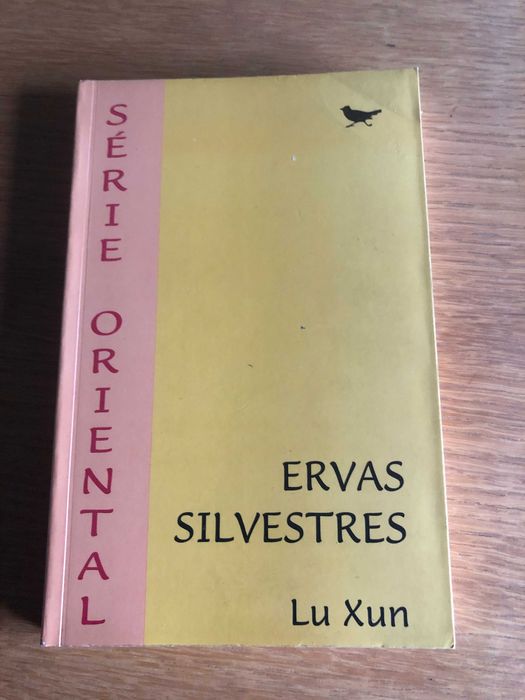 SÉRIE ORIENTAL
ERVAS
SILVESTRES
Lu Xun